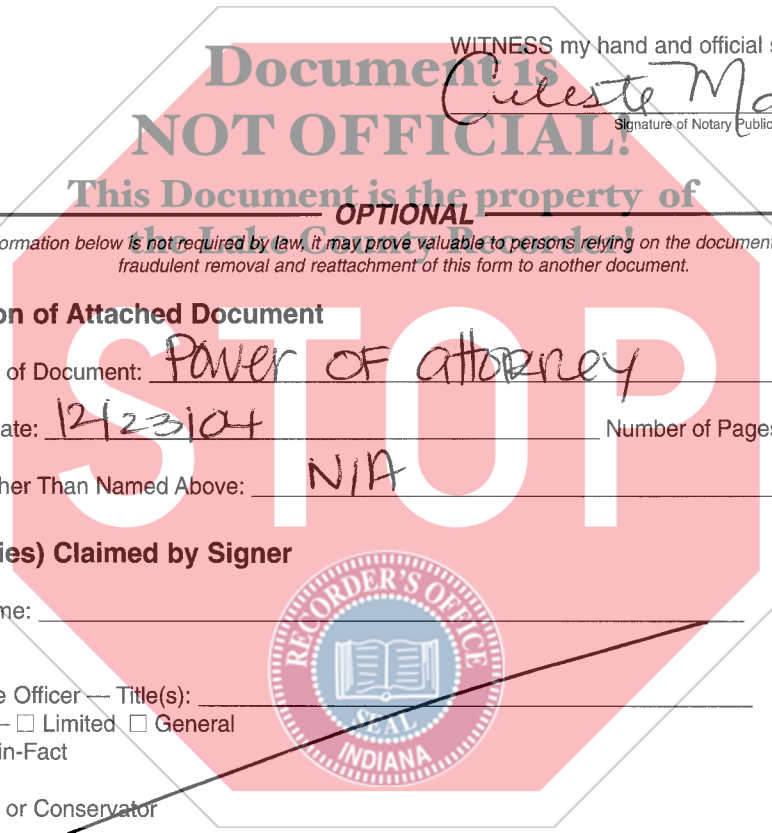 WITNESS my hand and official s
Document is
Celeste Ma
Signature of Notary Public
NOT OFFICIAL!
This Document is the property of
OPTIONAL
the Lake County Recorder!
ormation below is not required by law, it may prove valuable to persons relying on the document
fraudulent removal and reattachment of this form to another document.
on of Attached Document
of Document: Power OF attorney
ate: 12/23/04 Number of Pages
her Than Named Above: N/A
STOP
ies) Claimed by Signer
me:
RECORDER'S OFFICE
SEAL
INDIANA
e Officer — Title(s):
– ☐ Limited ☐ General
in-Fact
or Conservator